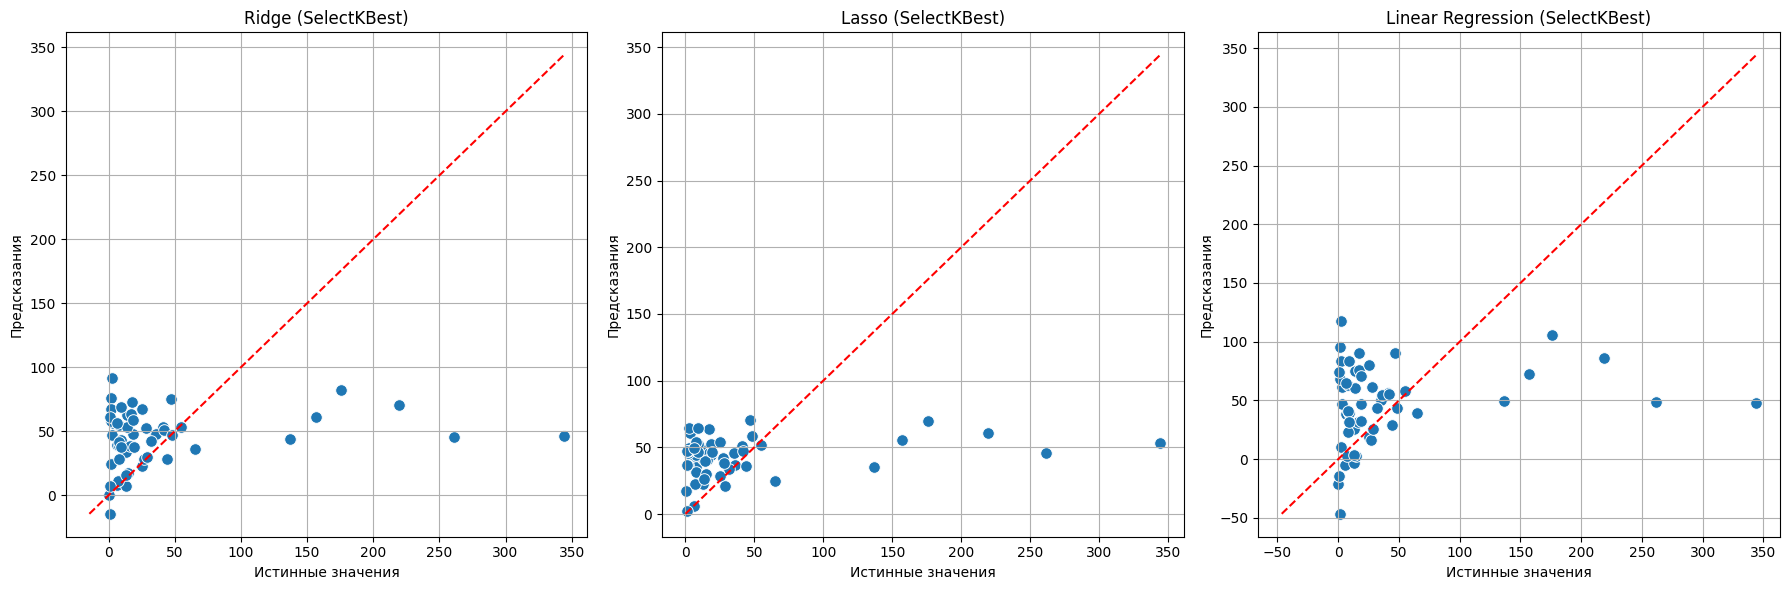 Ridge (SelectKBest)
350
300
250
200
150
100
50
0
Предсказания
0 50 100 150 200 250 300 350
Истинные значения
Lasso (SelectKBest)
350
300
250
200
150
100
50
0
Предсказания
0 50 100 150 200 250 300 350
Истинные значения
Linear Regression (SelectKBest)
350
300
250
200
150
100
50
0
−50
Предсказания
−50 0 50 100 150 200 250 300 350
Истинные значения